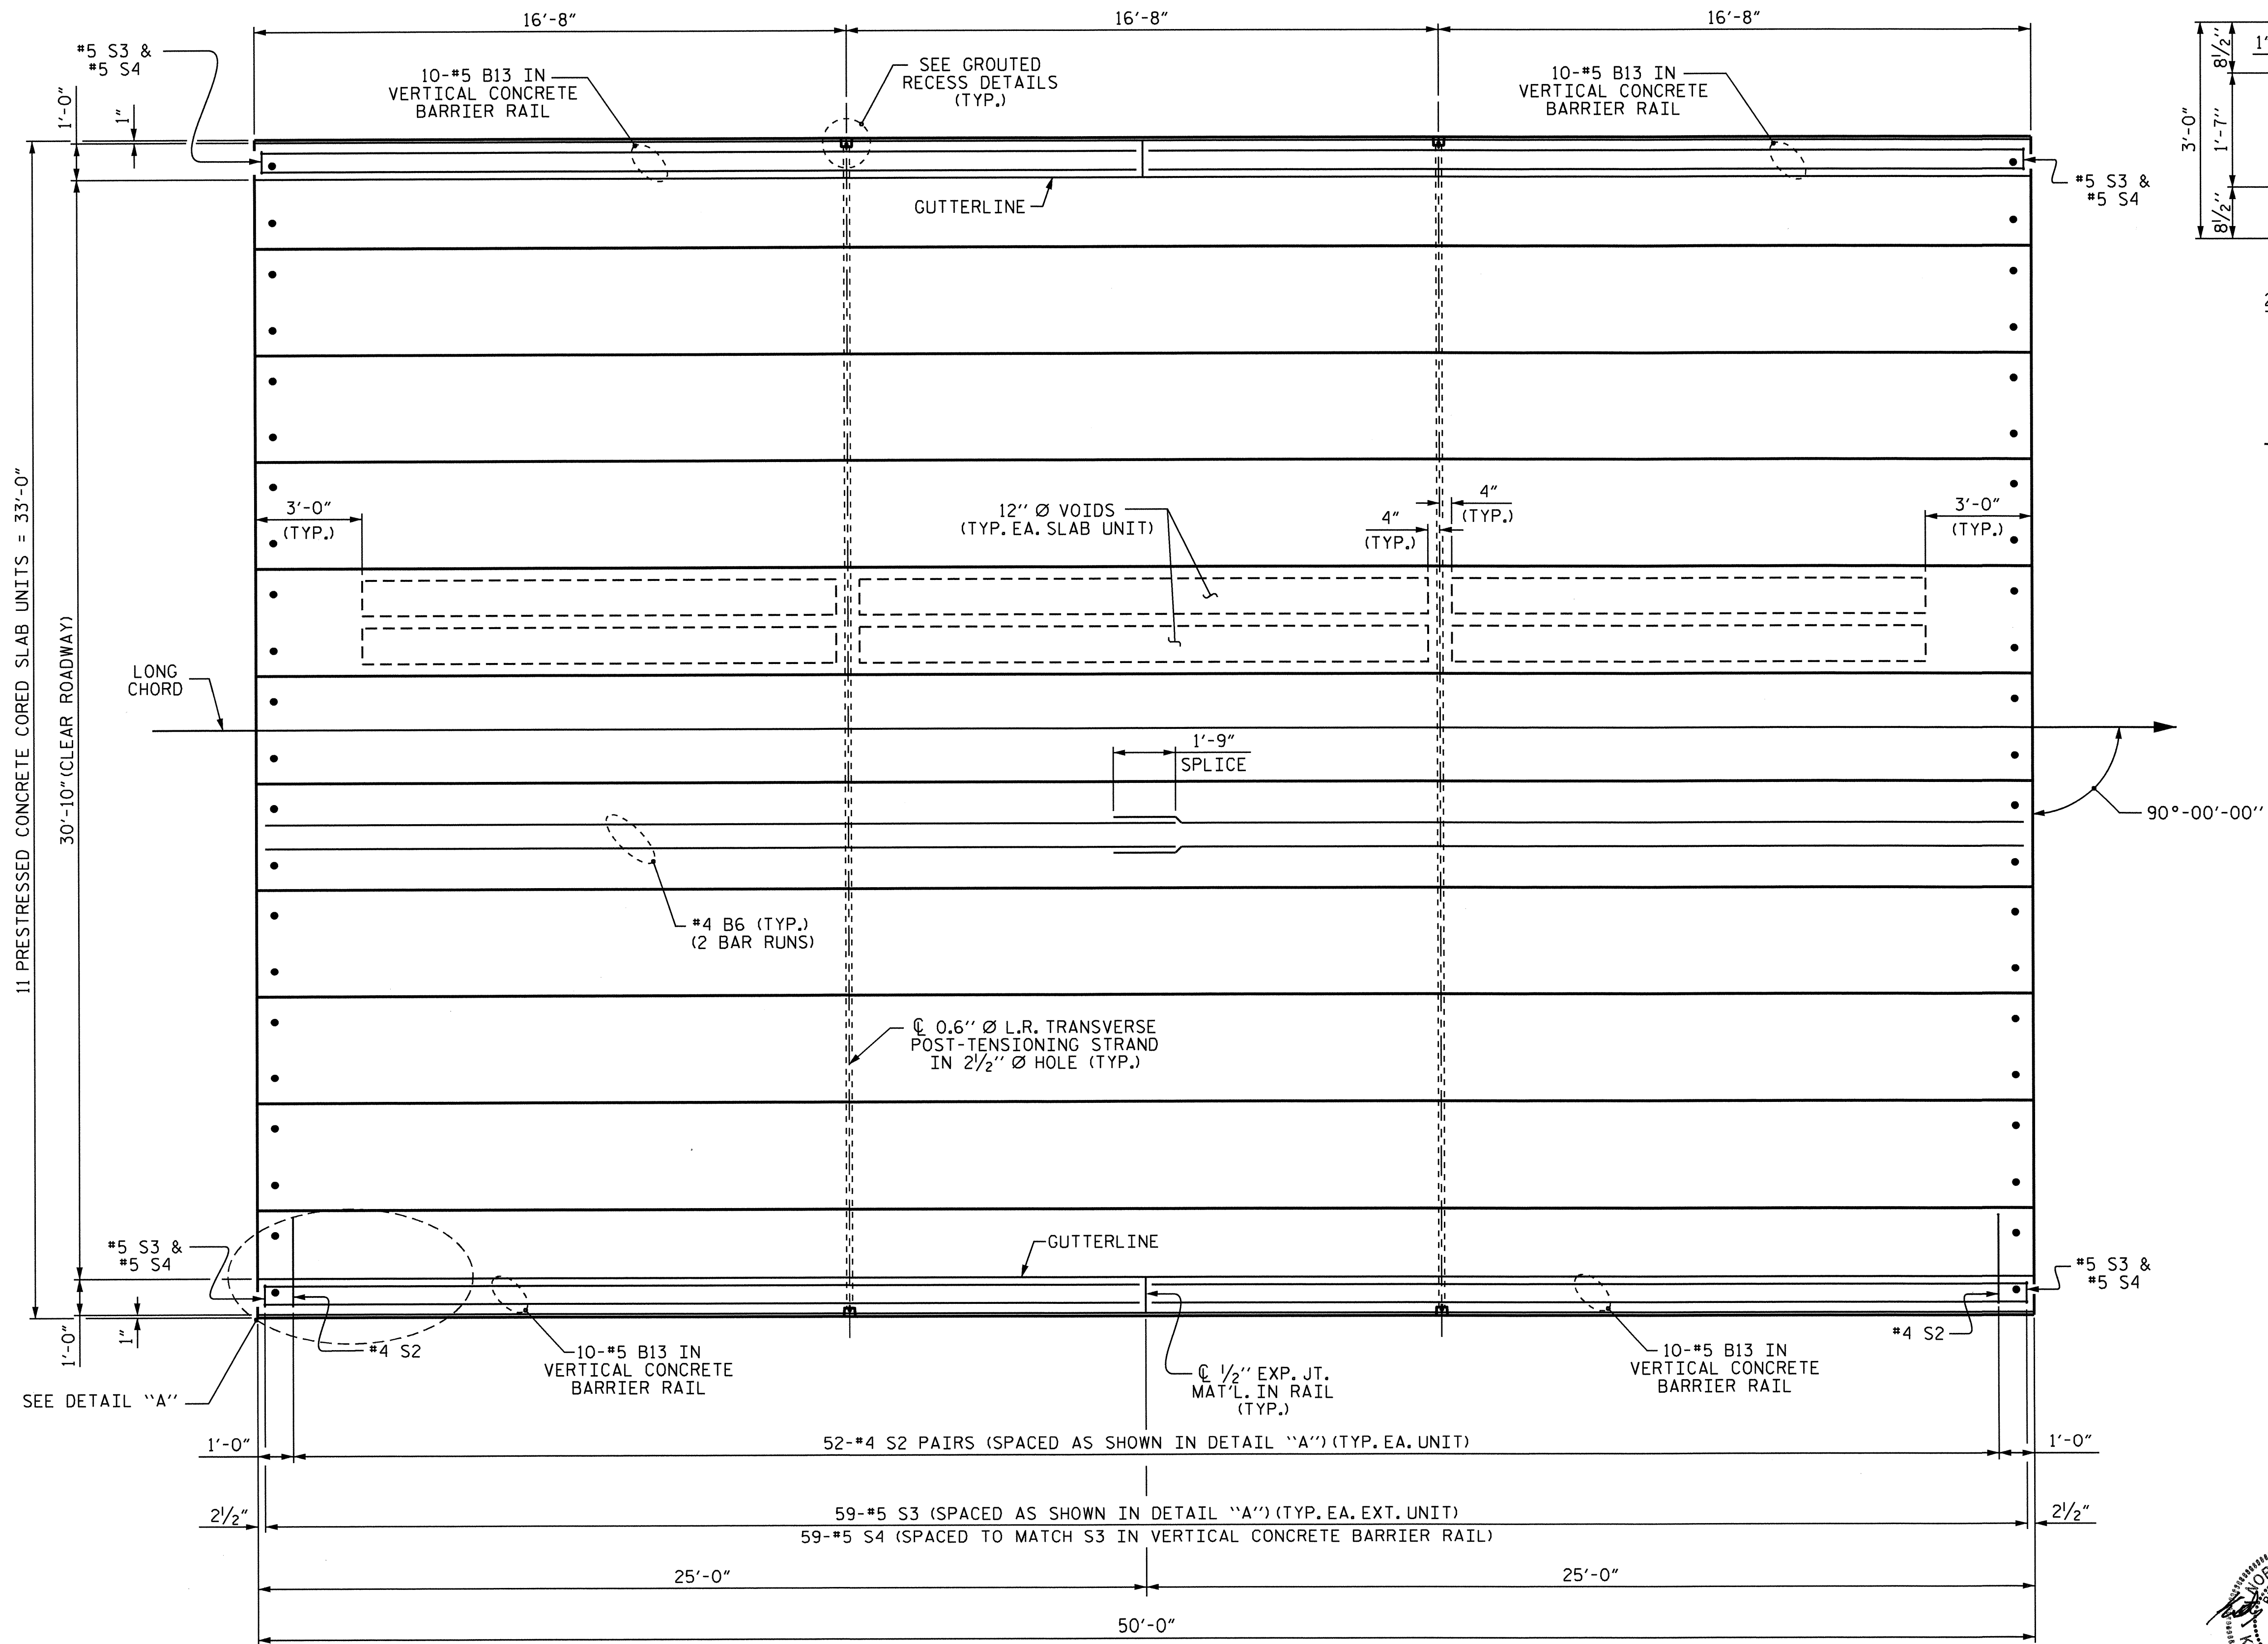 16'-8"
16'-8"
16'-8"
#5 S3 &
#5 S4
10-#5 B13 IN
VERTICAL CONCRETE
BARRIER RAIL
SEE GROUTED
RECESS DETAILS
(TYP.)
10-#5 B13 IN
VERTICAL CONCRETE
BARRIER RAIL
8½"
3'-0"
1'-7"
8½"
1'-0"
1"
#5 S3 &
#5 S4
GUTTERLINE
11 PRESTRESSED CONCRETE CORED SLAB UNITS = 33'-0"
30'-10" (CLEAR ROADWAY)
3'-0"
(TYP.)
12" Ø VOIDS
(TYP. EA. SLAB UNIT)
4"
(TYP.)
4"
(TYP.)
3'-0"
(TYP.)
LONG
CHORD
1'-9"
SPLICE
90°-00'-00"
#4 B6 (TYP.)
(2 BAR RUNS)
℄ 0.6" Ø L.R. TRANSVERSE
POST-TENSIONING STRAND
IN 2½" Ø HOLE (TYP.)
#5 S3 &
#5 S4
GUTTERLINE
#5 S3 &
#5 S4
1'-0"
1"
#4 S2
10-#5 B13 IN
VERTICAL CONCRETE
BARRIER RAIL
℄ ½" EXP. JT.
MAT'L. IN RAIL
(TYP.)
10-#5 B13 IN
VERTICAL CONCRETE
BARRIER RAIL
#4 S2
SEE DETAIL "A"
1'-0"
52-#4 S2 PAIRS (SPACED AS SHOWN IN DETAIL "A") (TYP. EA. UNIT)
1'-0"
2½"
59-#5 S3 (SPACED AS SHOWN IN DETAIL "A") (TYP. EA. EXT. UNIT)
59-#5 S4 (SPACED TO MATCH S3 IN VERTICAL CONCRETE BARRIER RAIL)
2½"
25'-0"
25'-0"
50'-0"